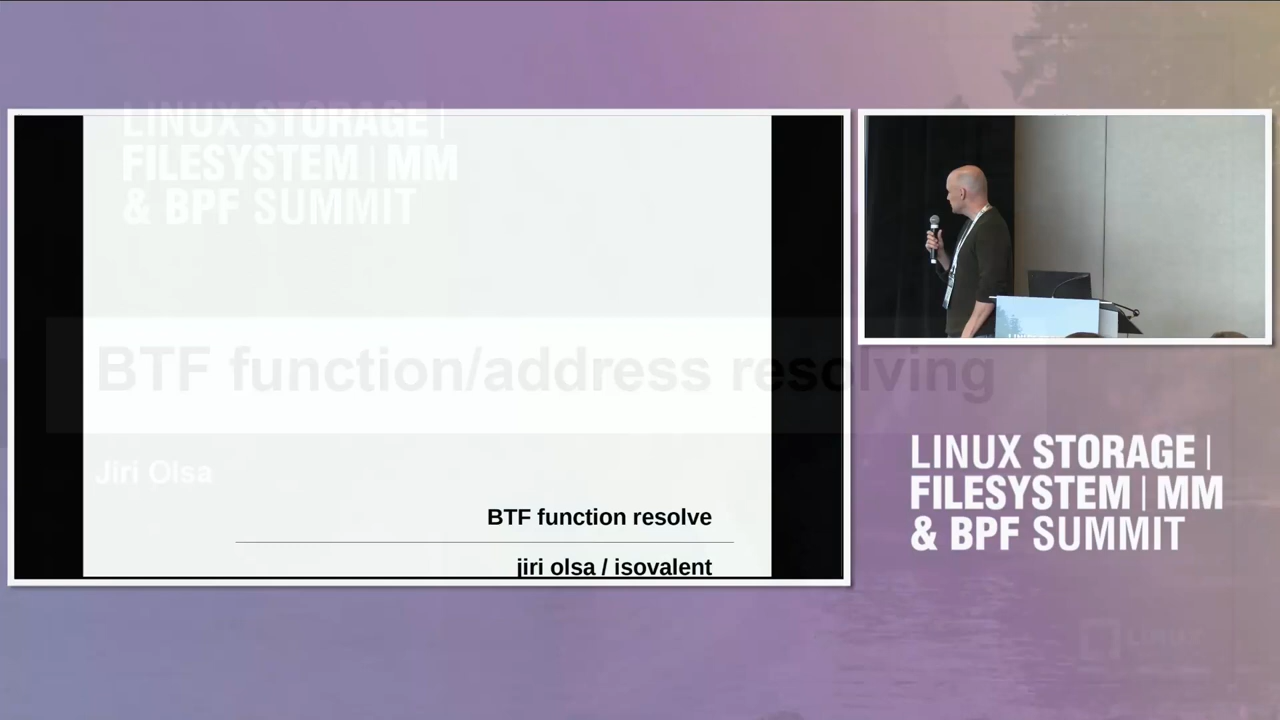 LINUX STORAGE |
FILESYSTEM | MM
& BPF SUMMIT
BTF function/address resolving
Jiri Olsa
BTF function resolve
jiri olsa / isovalent
LINUX STORAGE |
FILESYSTEM | MM
& BPF SUMMIT